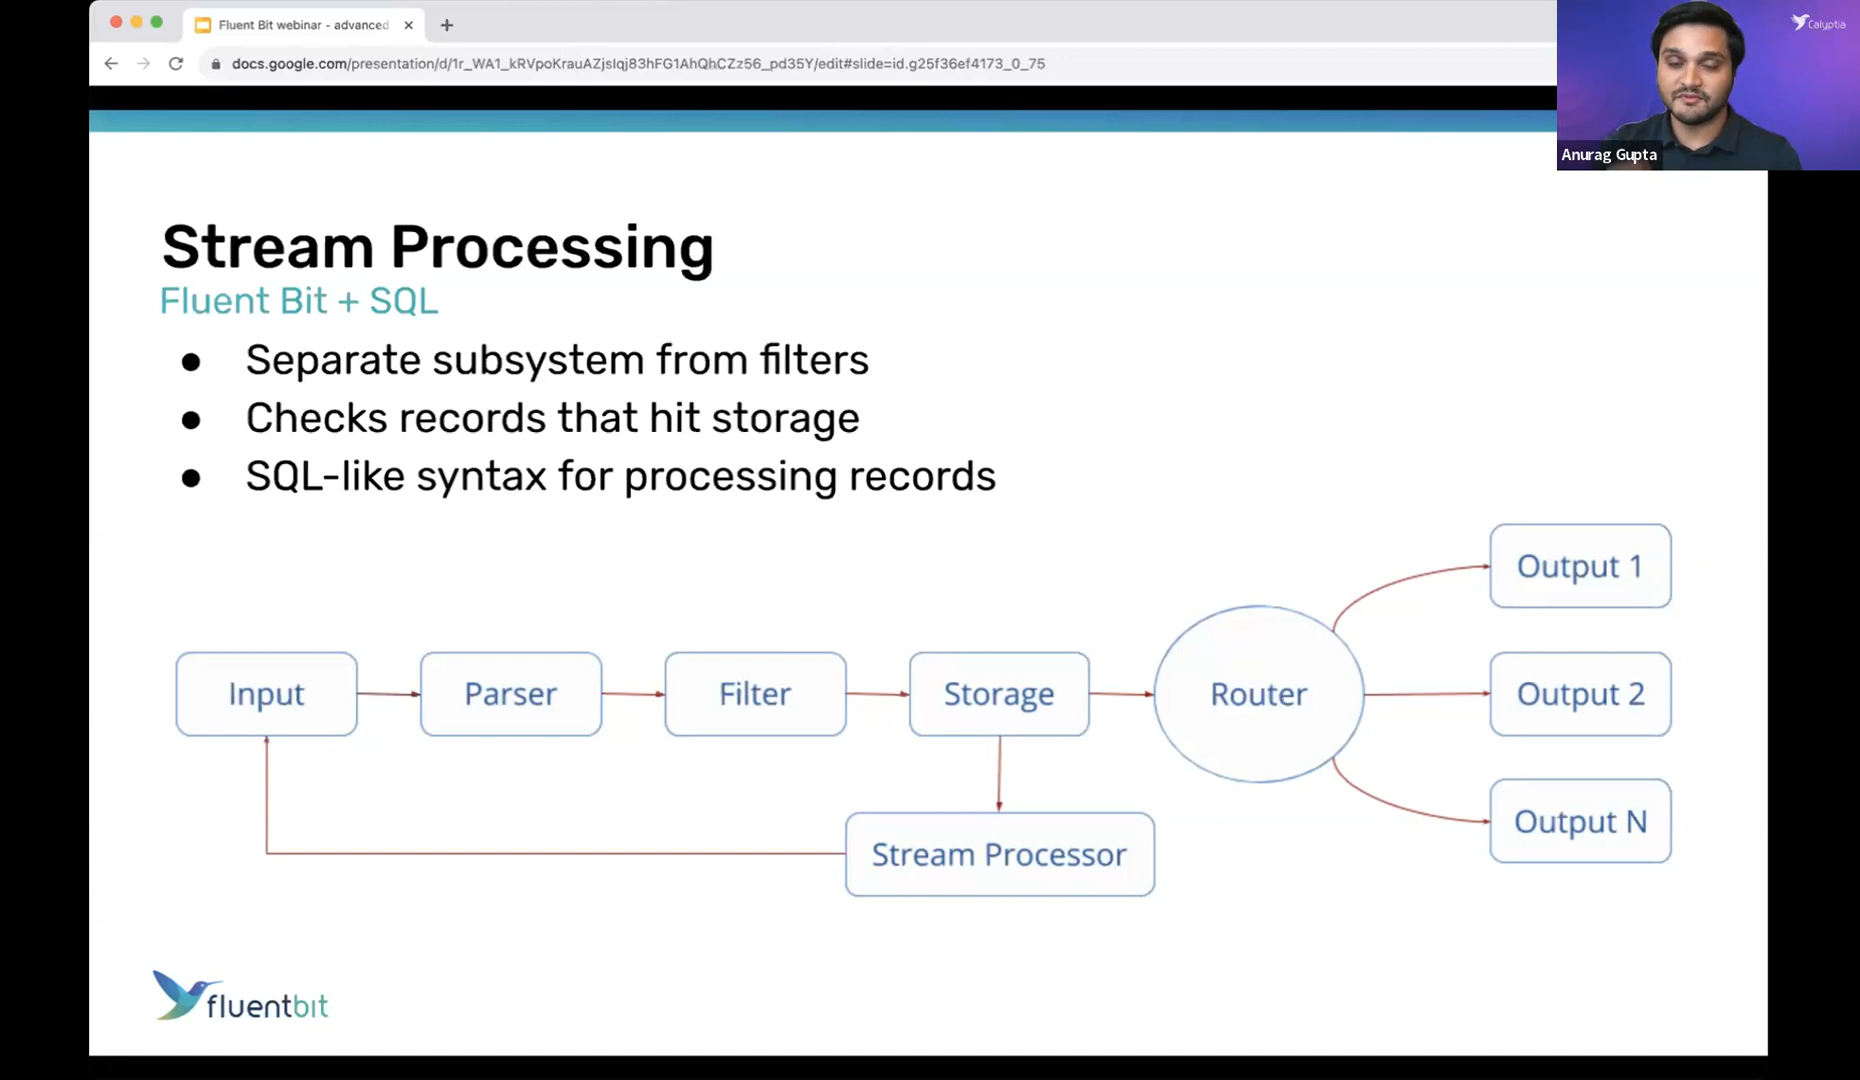 Fluent Bit webinar - advanced
docs.google.com/presentation/d/1r_WA1_kRVpoKrauAZjsIqj83hFG1AhQhCZz56_pd35Y/edit#slide=id.g25f36ef4173_0_75
Calyptia
Anurag Gupta
Stream Processing
Fluent Bit + SQL
● Separate subsystem from filters
● Checks records that hit storage
● SQL-like syntax for processing records
Output 1
Input
Parser
Filter
Storage
Router
Output 2
Output N
Stream Processor
fluentbit